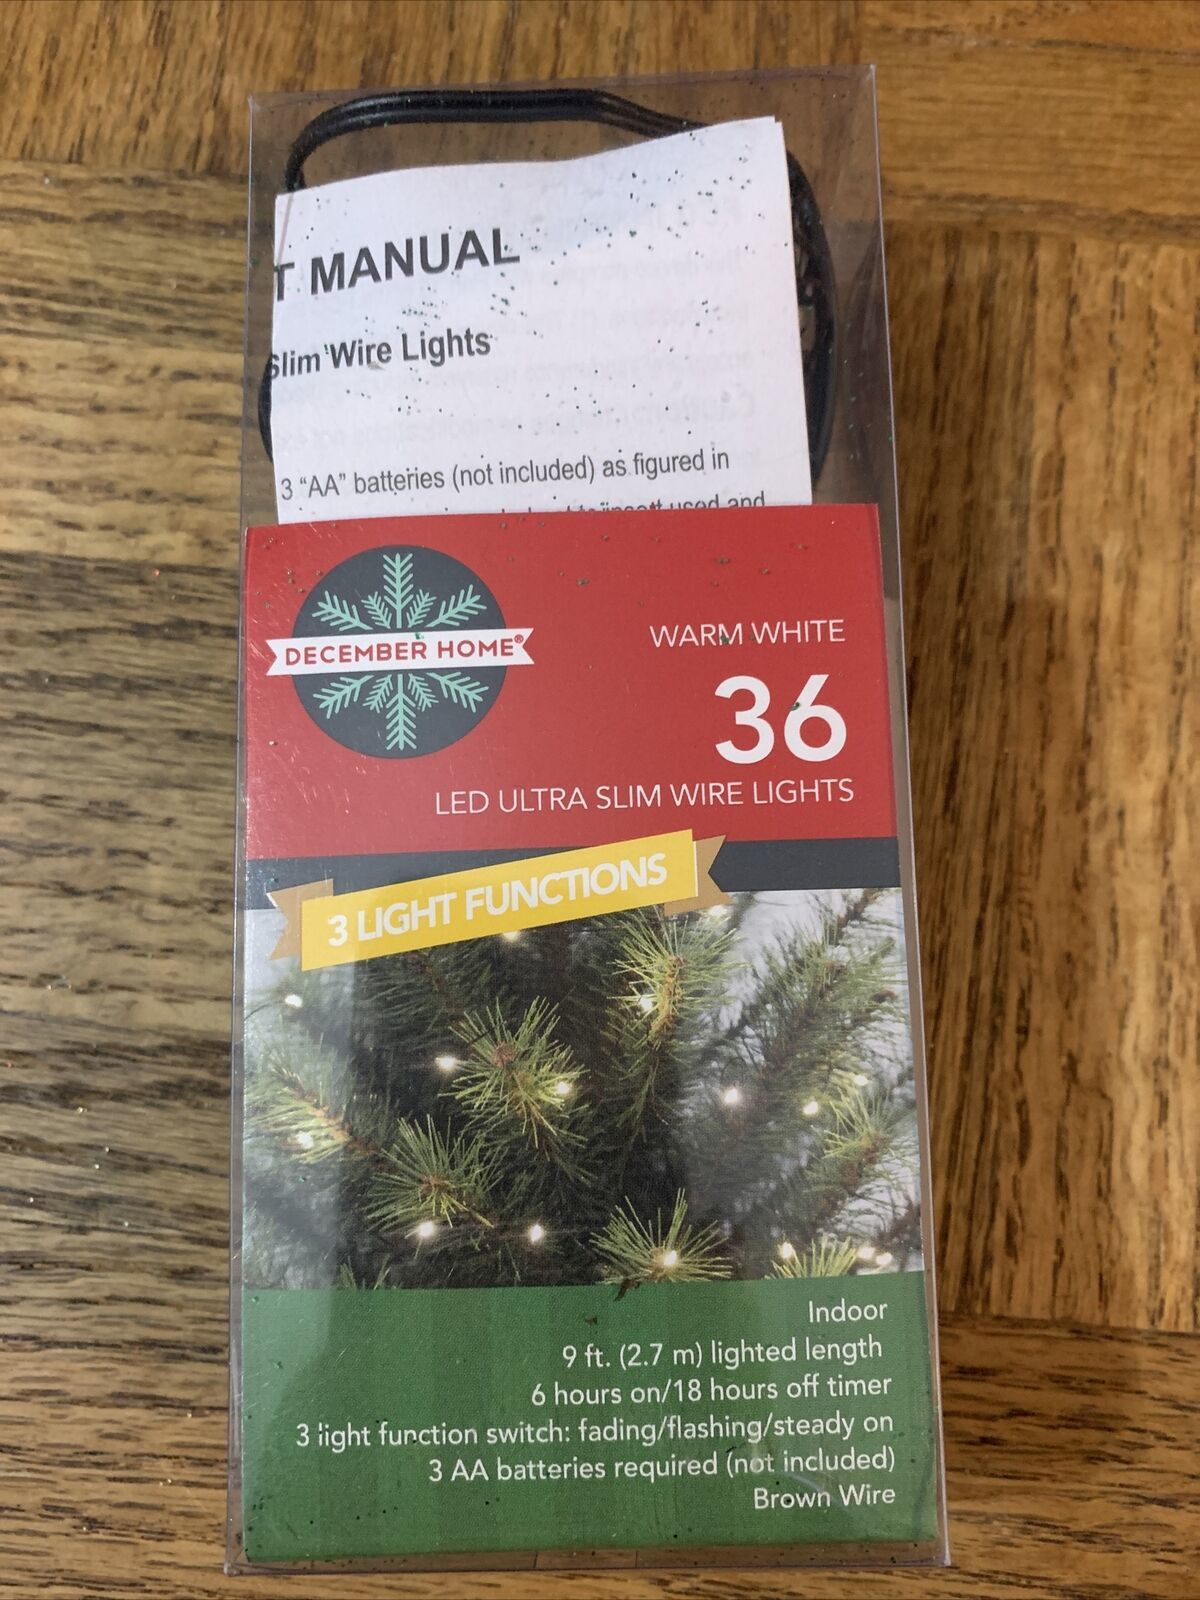 T MANUAL
Slim Wire Lights
3 “AA” batteries (not included) as figured in
used and
DECEMBER HOME®
WARM WHITE
36
LED ULTRA SLIM WIRE LIGHTS
3 LIGHT FUNCTIONS
Indoor
9 ft. (2.7 m) lighted length
6 hours on/18 hours off timer
3 light function switch: fading/flashing/steady on
3 AA batteries required (not included)
Brown Wire